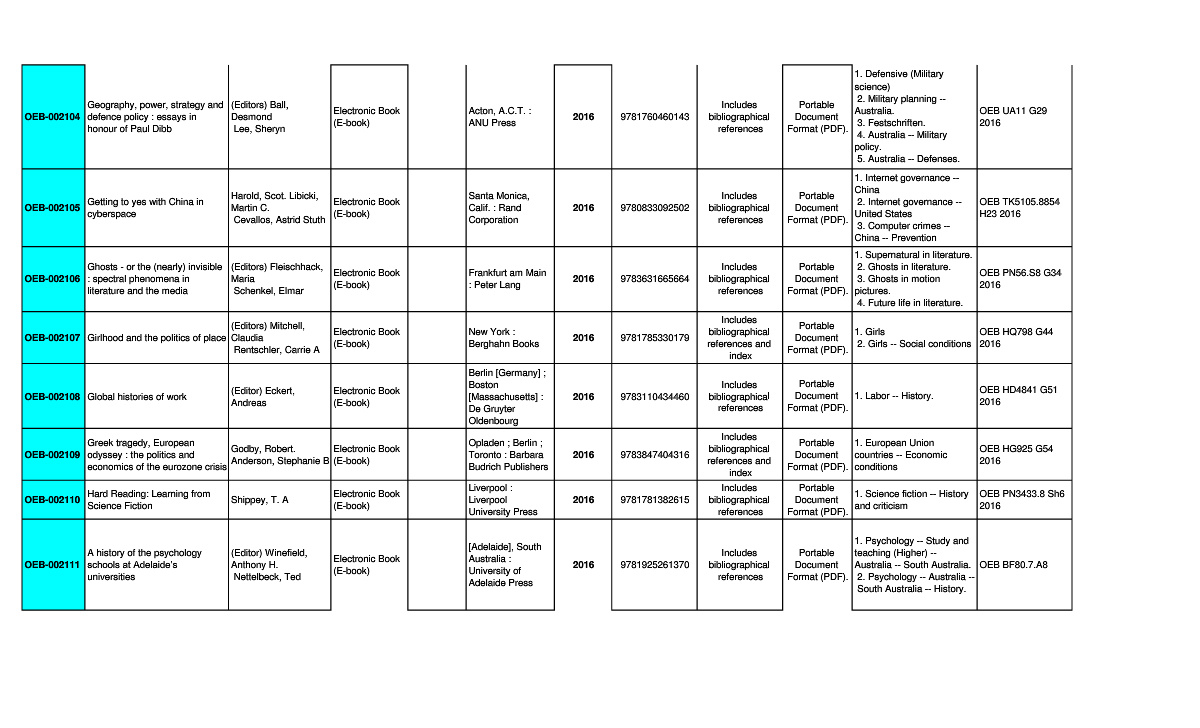 OEB-002104
Geography, power, strategy and
defence policy : essays in
honour of Paul Dibb
(Editors) Ball,
Desmond
Lee, Sheryn
Electronic Book
(E-book)
Acton, A.C.T. :
ANU Press
2016
9781760460143
Includes
bibliographical
references
Portable
Document
Format (PDF).
1. Defensive (Military
science)
2. Military planning --
Australia.
3. Festschriften.
4. Australia -- Military
policy.
5. Australia -- Defenses.
OEB UA11 G29
2016
OEB-002105
Getting to yes with China in
cyberspace
Harold, Scot. Libicki,
Martin C.
Cevallos, Astrid Stuth
Electronic Book
(E-book)
Santa Monica,
Calif. : Rand
Corporation
2016
9780833092502
Includes
bibliographical
references
Portable
Document
Format (PDF).
1. Internet governance --
China
2. Internet governance --
United States
3. Computer crimes --
China -- Prevention
OEB TK5105.8854
H23 2016
OEB-002106
Ghosts - or the (nearly) invisible
: spectral phenomena in
literature and the media
(Editors) Fleischhack,
Maria
Schenkel, Elmar
Electronic Book
(E-book)
Frankfurt am Main
: Peter Lang
2016
9783631665664
Includes
bibliographical
references
Portable
Document
Format (PDF).
1. Supernatural in literature.
2. Ghosts in literature.
3. Ghosts in motion
pictures.
4. Future life in literature.
OEB PN56.S8 G34
2016
OEB-002107
Girlhood and the politics of place
(Editors) Mitchell,
Claudia
Rentschler, Carrie A
Electronic Book
(E-book)
New York :
Berghahn Books
2016
9781785330179
Includes
bibliographical
references and
index
Portable
Document
Format (PDF).
1. Girls
2. Girls -- Social conditions
OEB HQ798 G44
2016
OEB-002108
Global histories of work
(Editor) Eckert,
Andreas
Electronic Book
(E-book)
Berlin [Germany] ;
Boston
[Massachusetts] :
De Gruyter
Oldenbourg
2016
9783110434460
Includes
bibliographical
references
Portable
Document
Format (PDF).
1. Labor -- History.
OEB HD4841 G51
2016
OEB-002109
Greek tragedy, European
odyssey : the politics and
economics of the eurozone crisis
Godby, Robert.
Anderson, Stephanie B
Electronic Book
(E-book)
Opladen ; Berlin ;
Toronto : Barbara
Budrich Publishers
2016
9783847404316
Includes
bibliographical
references and
index
Portable
Document
Format (PDF).
1. European Union
countries -- Economic
conditions
OEB HG925 G54
2016
OEB-002110
Hard Reading: Learning from
Science Fiction
Shippey, T. A
Electronic Book
(E-book)
Liverpool :
Liverpool
University Press
2016
9781781382615
Includes
bibliographical
references
Portable
Document
Format (PDF).
1. Science fiction -- History
and criticism
OEB PN3433.8 Sh6
2016
OEB-002111
A history of the psychology
schools at Adelaide's
universities
(Editor) Winefield,
Anthony H.
Nettelbeck, Ted
Electronic Book
(E-book)
[Adelaide], South
Australia :
University of
Adelaide Press
2016
9781925261370
Includes
bibliographical
references
Portable
Document
Format (PDF).
1. Psychology -- Study and
teaching (Higher) --
Australia -- South Australia.
2. Psychology -- Australia --
South Australia -- History.
OEB BF80.7.A8